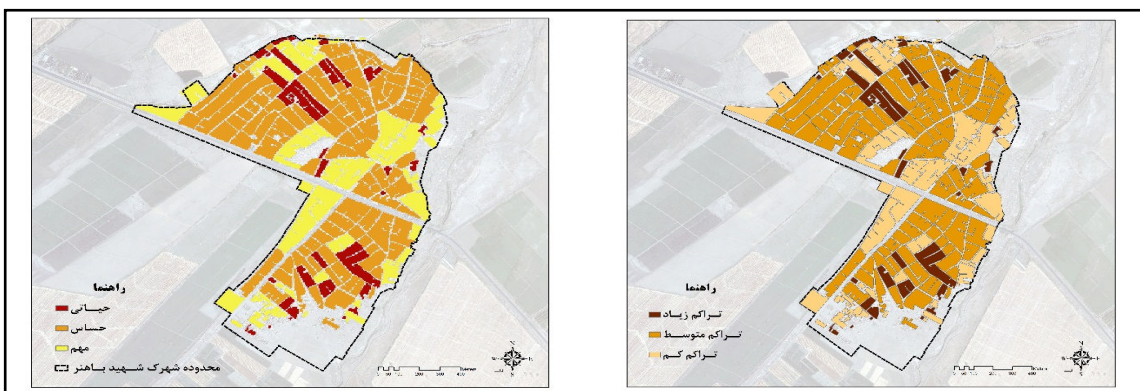 راهنما
حیاتی
حساس
مهم
محدوده شهرک شهید باهنر
راهنما
تراکم زیاد
تراکم متوسط
تراکم کم